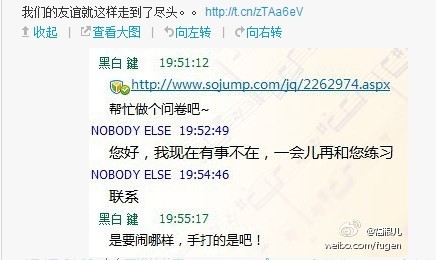 我们的友谊就这样走到了尽头。。 http://t.cn/zTAa6eV
收起 | 查看大图 | 向左转 | 向右转
黑白 鍵 19:51:12
http://www.sojump.com/jq/2262974.aspx
帮忙做个问卷吧~
NOBODY ELSE 19:52:49
您好，我现在有事不在，一会儿再和您练习
NOBODY ELSE 19:54:46
联系
黑白 鍵 19:55:17
是要闹哪样，手打的是吧！
weibo.com/fugen